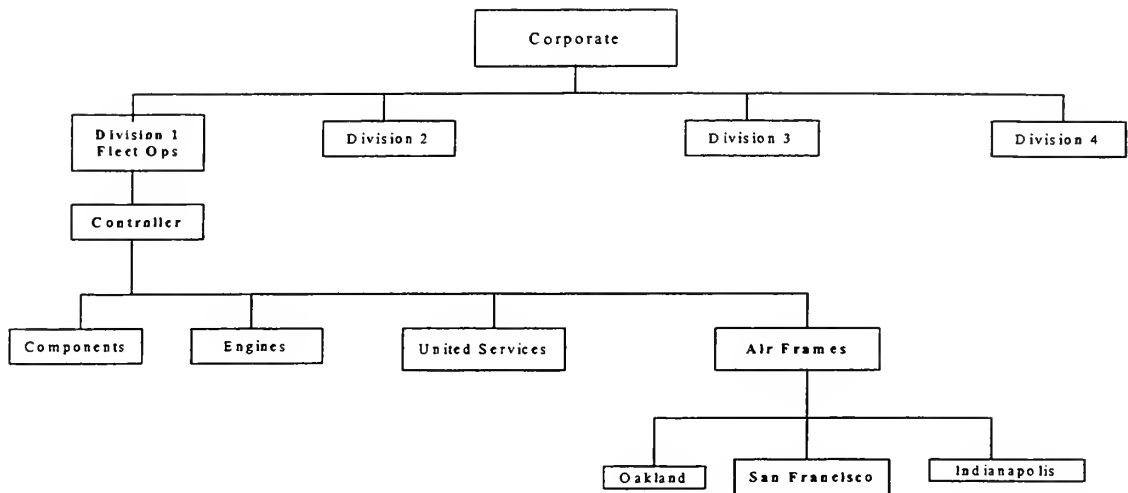 Corporate
Division 1
Fleet Ops
Division 2
Division 3
Division 4
Controller
Components
Engines
United Services
Air Frames
Oakland
San Francisco
Indianapolis